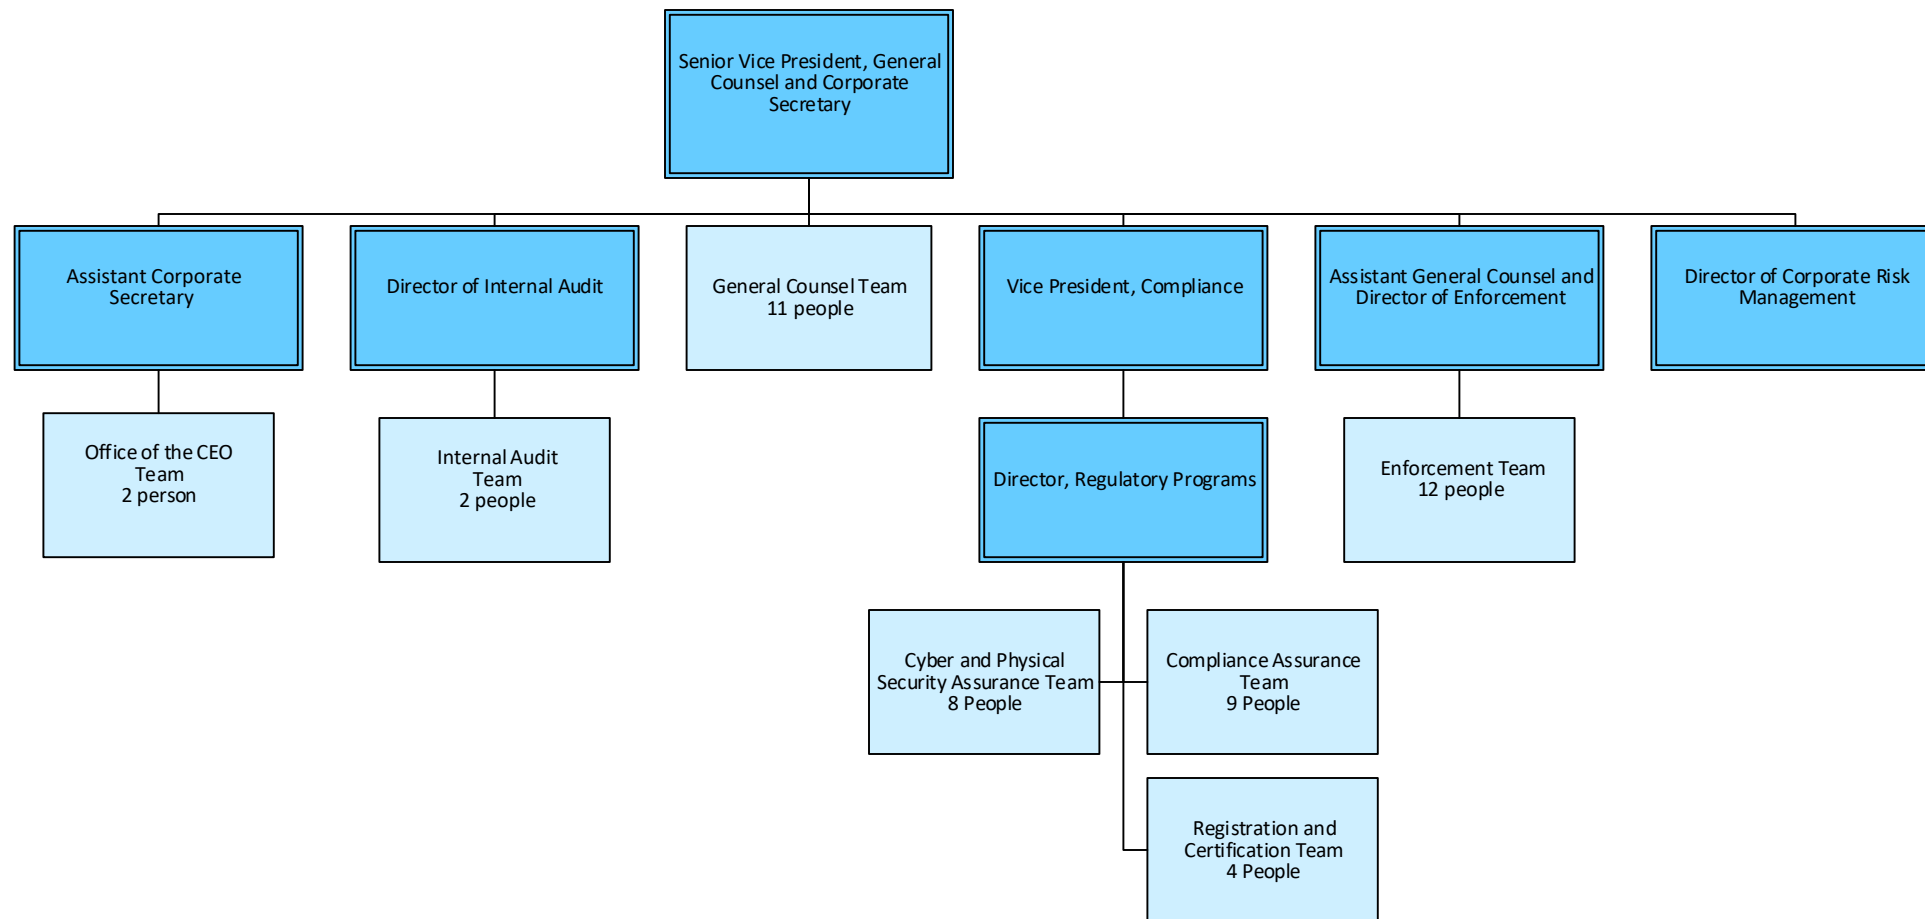 Senior Vice President, General
Counsel and Corporate
Secretary
Assistant Corporate
Secretary
Director of Internal Audit
General Counsel Team
11 people
Vice President, Compliance
Assistant General Counsel and
Director of Enforcement
Director of Corporate Risk
Management
Office of the CEO
Team
2 person
Internal Audit
Team
2 people
Director, Regulatory Programs
Enforcement Team
12 people
Cyber and Physical
Security Assurance Team
8 People
Compliance Assurance
Team
9 People
Registration and
Certification Team
4 People